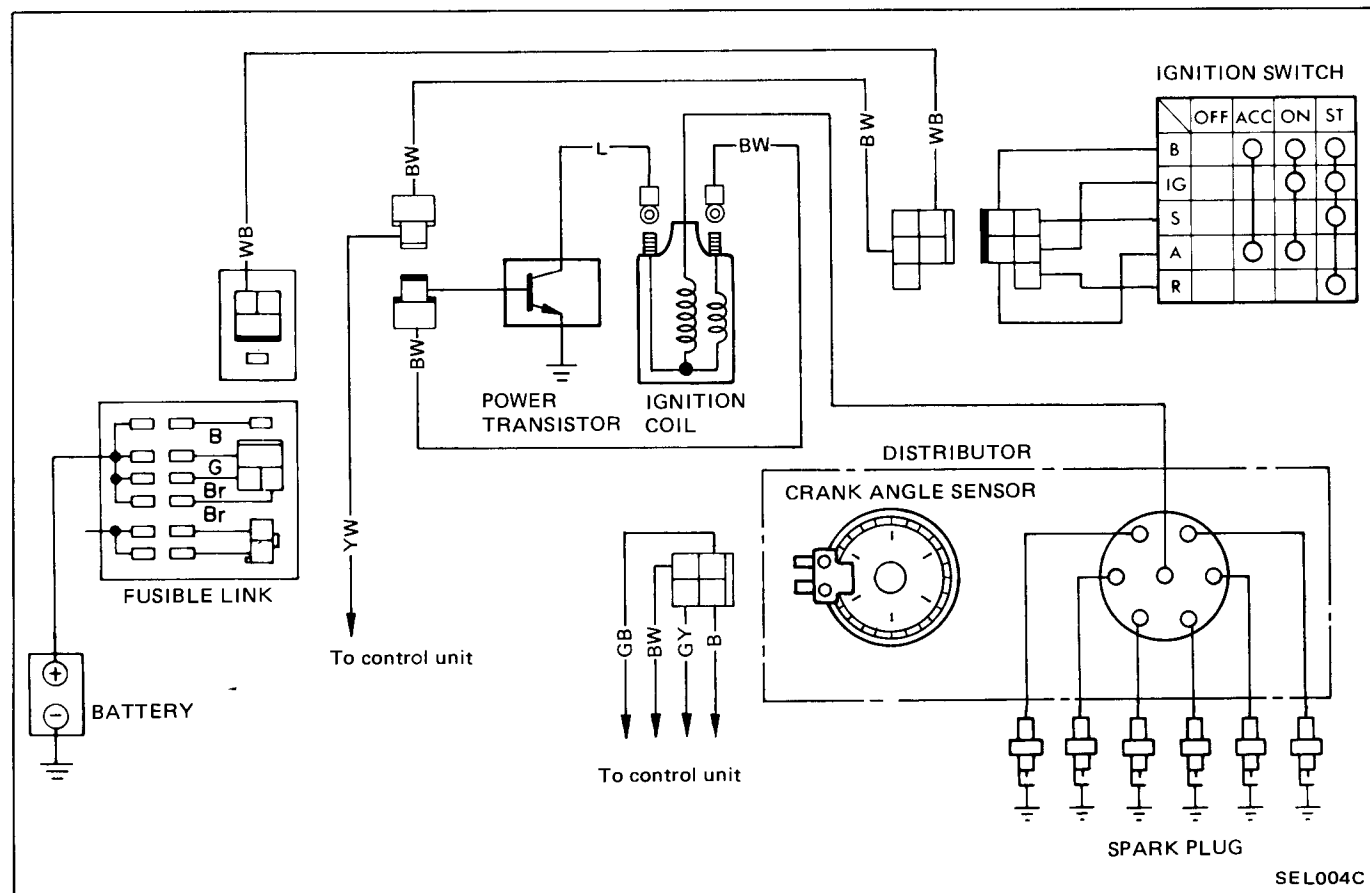 IGNITION SWITCH
OFF ACC ON ST
B
IG
S
A
R
WB
BW
BW
WB
L
BW
WB
BW
POWER
TRANSISTOR
IGNITION
COIL
B
G
Br
Br
FUSIBLE LINK
YW
To control unit
DISTRIBUTOR
CRANK ANGLE SENSOR
GB
BW
GY
B
To control unit
+
−
BATTERY
SPARK PLUG
SEL004C